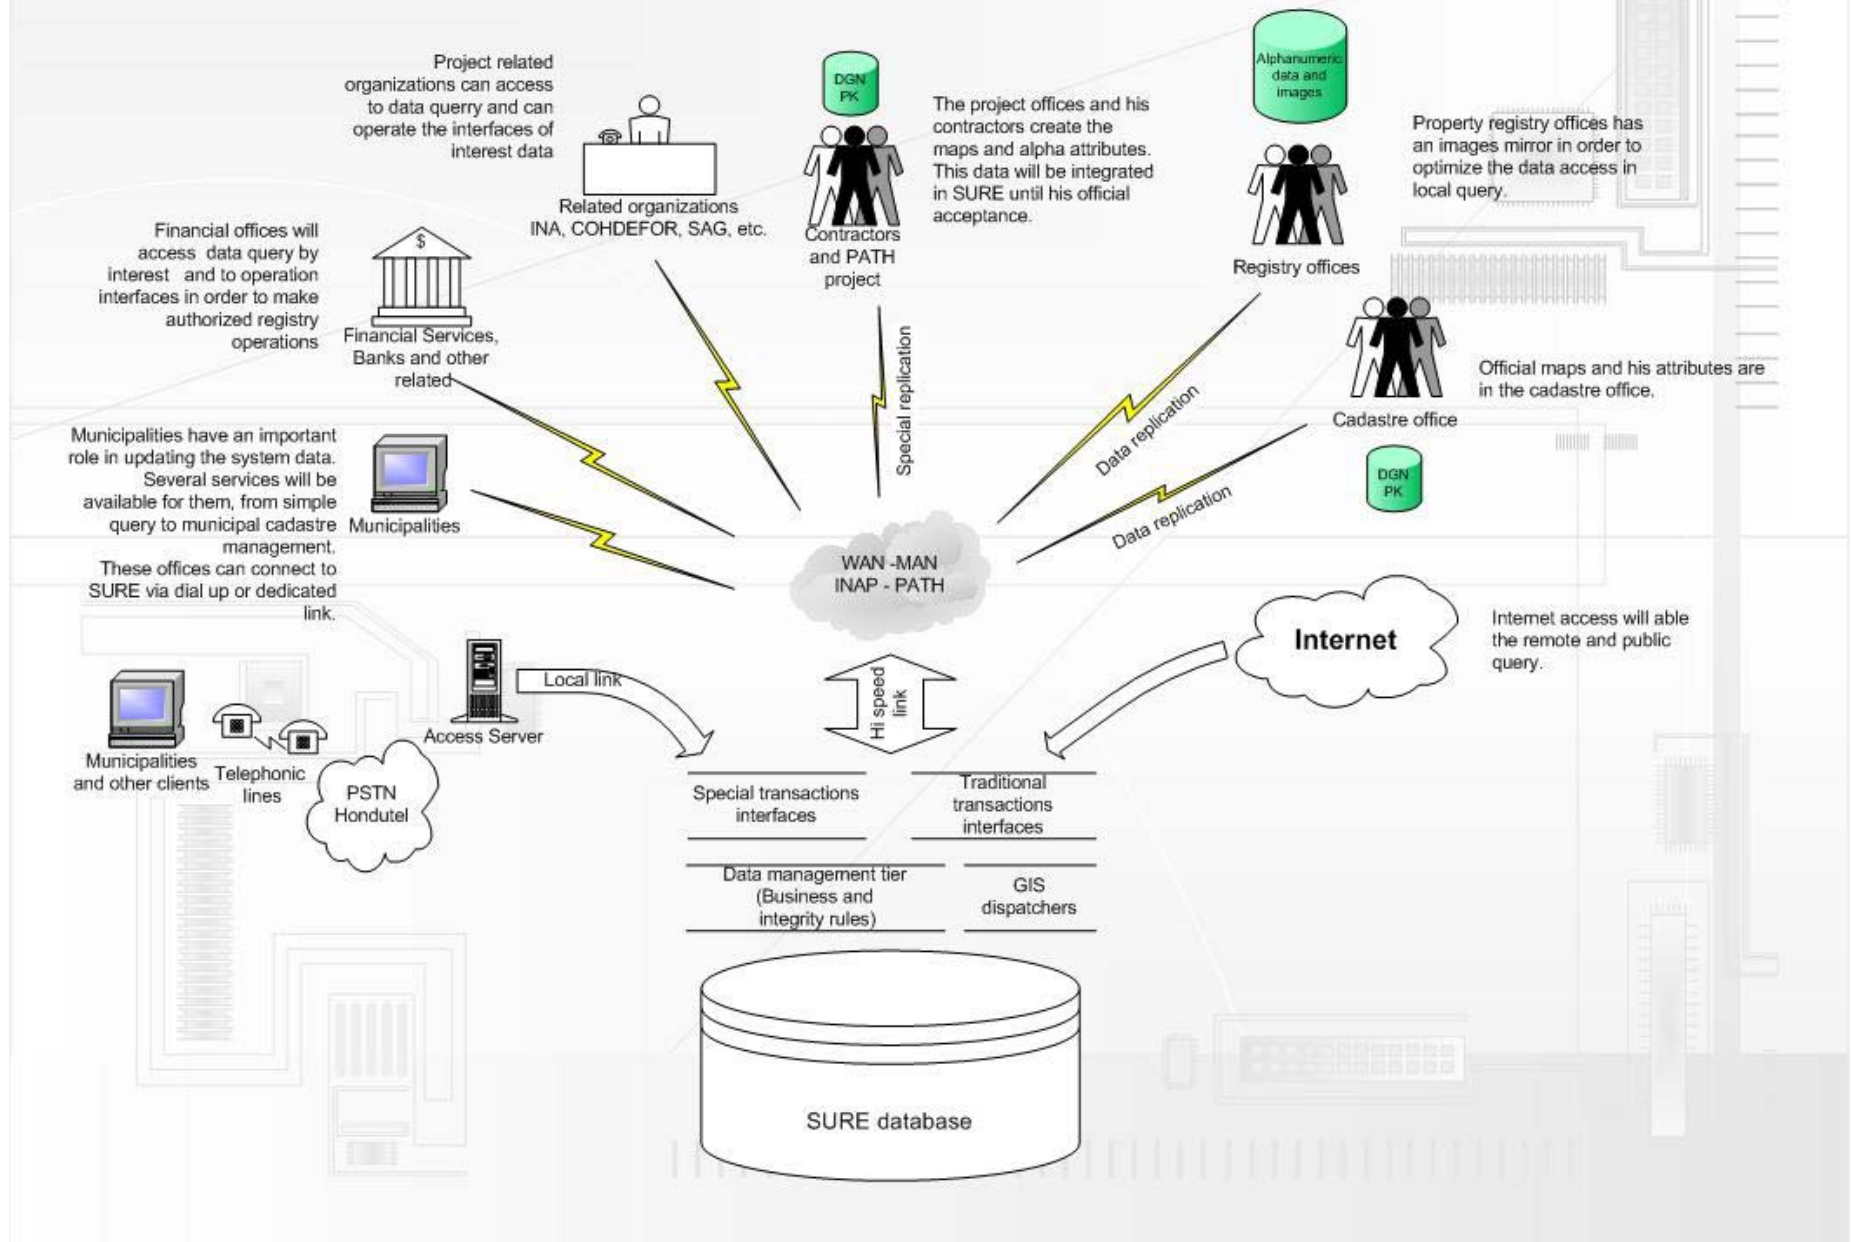 Project related
organizations can access
to data querry and can
operate the interfaces of
interest data
Related organizations
INA, COHDEFOR, SAG, etc.
DGN
PK
Contractors
and PATH
project
The project offices and his
contractors create the
maps and alpha attributes.
This data will be integrated
in SURE until his official
acceptance.
Alphanumeric
data and
images
Registry offices
Property registry offices has
an images mirror in order to
optimize the data access in
local query.
Financial offices will
access data query by
interest and to operation
interfaces in order to make
authorized registry
operations
$
Financial Services,
Banks and other
related
Special replication
Data replication
Cadastre office
Official maps and his attributes are
in the cadastre office.
DGN
PK
Data replication
Municipalities have an important
role in updating the system data.
Several services will be
available for them, from simple
query to municipal cadastre
management.
These offices can connect to
SURE via dial up or dedicated
link.
Municipalities
WAN -MAN
INAP - PATH
Internet
Internet access will able
the remote and public
query.
Hi speed
link
Local link
Access Server
Municipalities
and other clients
Telephonic
lines
PSTN
Hondutel
Special transactions
interfaces
Traditional
transactions
interfaces
Data management tier
(Business and
integrity rules)
GIS
dispatchers
SURE database